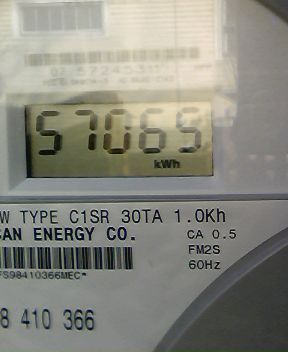 57065
kWh
W TYPE C1SR 30TA 1.0Kh
CAN ENERGY CO.
CA 0.5
FM2S
60Hz
FS98410366MEC*
8 410 366